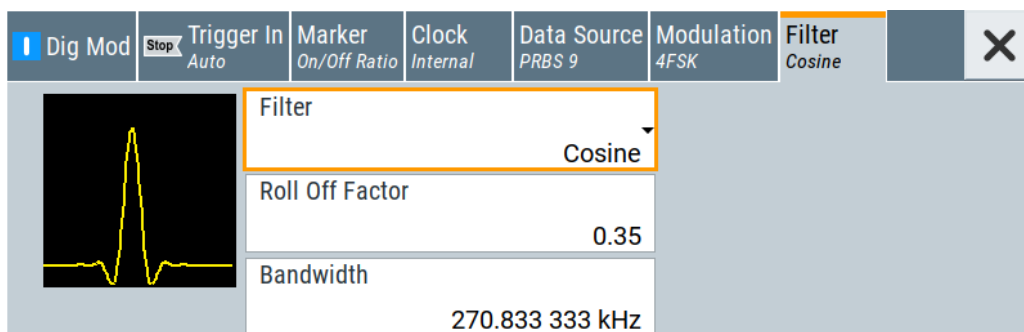 Dig Mod
Stop
Trigger In
Auto
Marker
On/Off Ratio
Clock
Internal
Data Source
PRBS 9
Modulation
4FSK
Filter
Cosine
Filter
Cosine
Roll Off Factor
0.35
Bandwidth
270.833 333 kHz